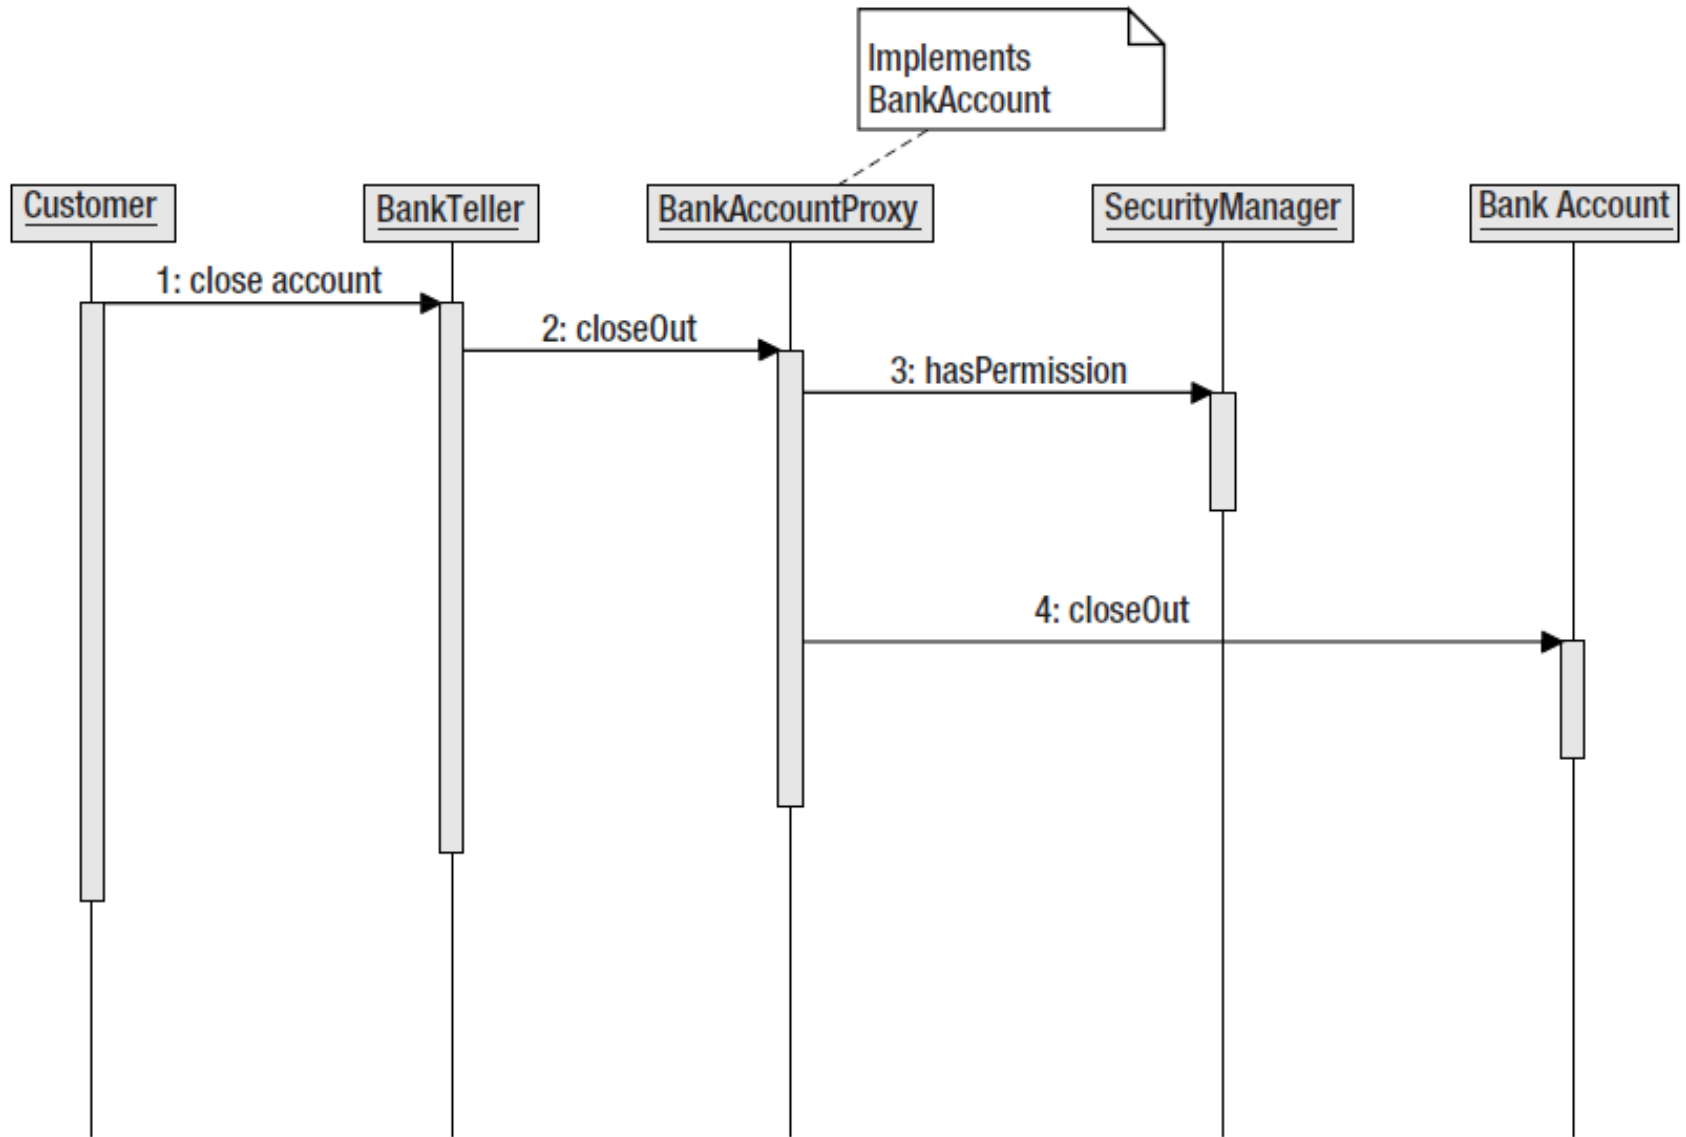 Implements
BankAccount
Customer
BankTeller
BankAccountProxy
SecurityManager
Bank Account
1: close account
2: closeOut
3: hasPermission
4: closeOut